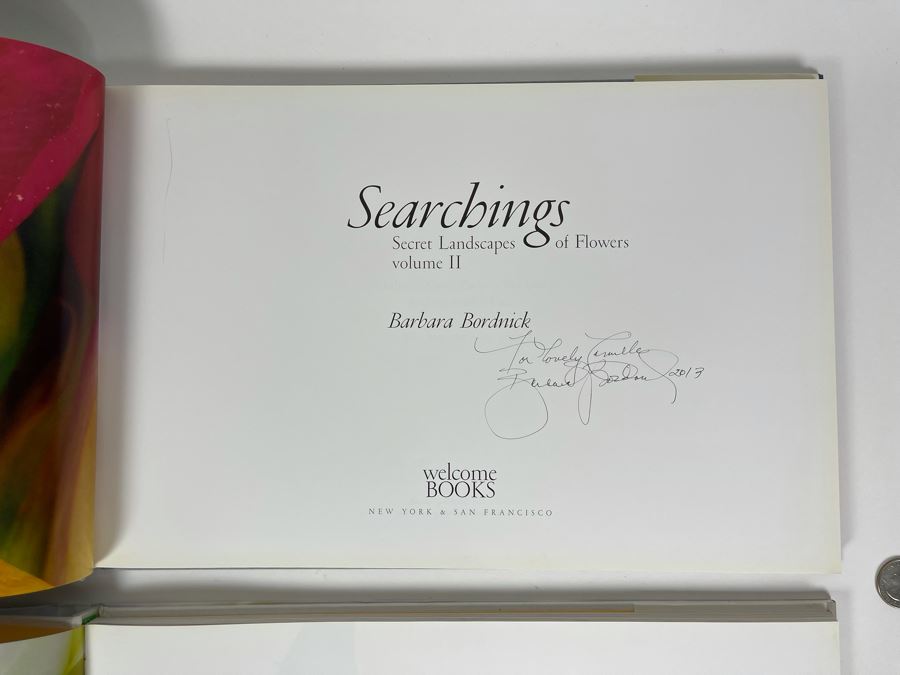 Searchings
Secret Landscapes of Flowers
volume II
Barbara Bordnick
For lovely Camille
Barbara Bordnick 2013
welcome
BOOKS
NEW YORK & SAN FRANCISCO